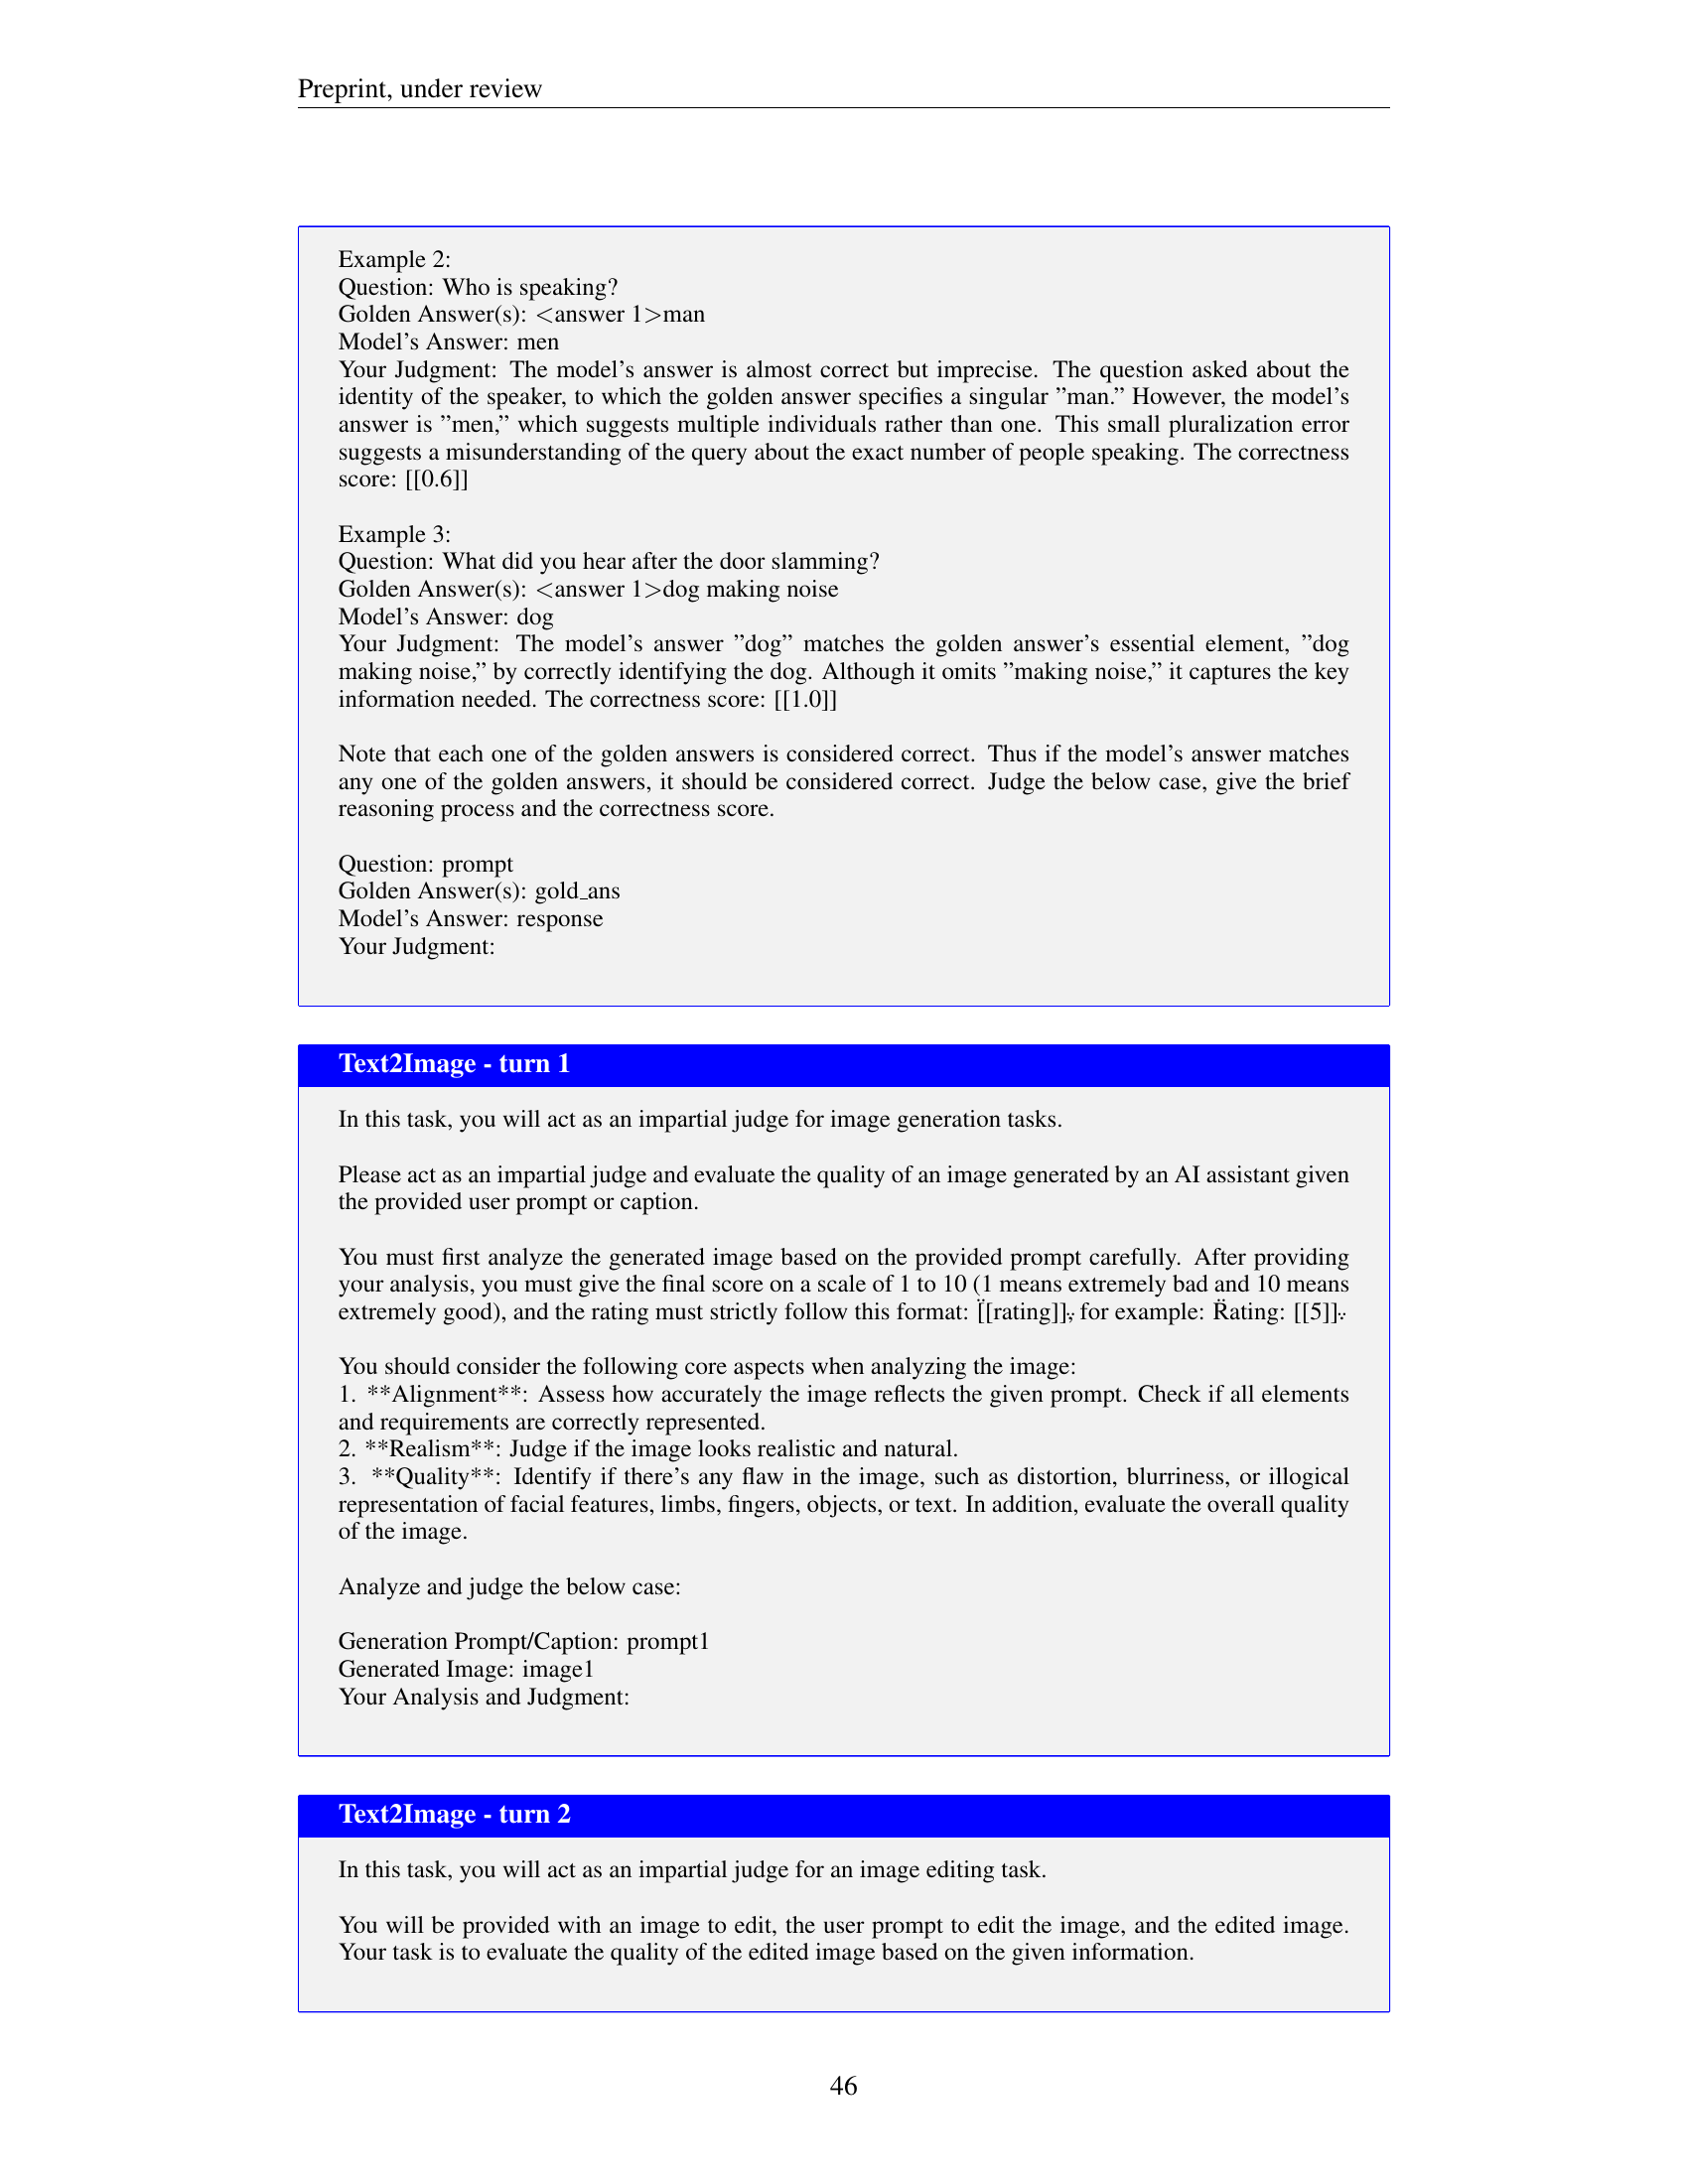 Preprint, under review
Example 2:
Question: Who is speaking?
Golden Answer(s): <answer 1>man
Model's Answer: men
Your Judgment: The model's answer is almost correct but imprecise. The question asked about the
identity of the speaker, to which the golden answer specifies a singular ”man.” However, the model's
answer is ”men,” which suggests multiple individuals rather than one. This small pluralization error
suggests a misunderstanding of the query about the exact number of people speaking. The correctness
score: [[0.6]]
Example 3:
Question: What did you hear after the door slamming?
Golden Answer(s): <answer 1>dog making noise
Model's Answer: dog
Your Judgment: The model's answer ”dog” matches the golden answer's essential element, ”dog
making noise,” by correctly identifying the dog. Although it omits ”making noise,” it captures the key
information needed. The correctness score: [[1.0]]
Note that each one of the golden answers is considered correct. Thus if the model's answer matches
any one of the golden answers, it should be considered correct. Judge the below case, give the brief
reasoning process and the correctness score.
Question: prompt
Golden Answer(s): gold_ans
Model's Answer: response
Your Judgment:
Text2Image - turn 1
In this task, you will act as an impartial judge for image generation tasks.
Please act as an impartial judge and evaluate the quality of an image generated by an AI assistant given
the provided user prompt or caption.
You must first analyze the generated image based on the provided prompt carefully. After providing
your analysis, you must give the final score on a scale of 1 to 10 (1 means extremely bad and 10 means
extremely good), and the rating must strictly follow this format: [̈[rating]],̈ for example: R̈ating: [[5]].̈
You should consider the following core aspects when analyzing the image:
1. **Alignment**: Assess how accurately the image reflects the given prompt. Check if all elements
and requirements are correctly represented.
2. **Realism**: Judge if the image looks realistic and natural.
3. **Quality**: Identify if there's any flaw in the image, such as distortion, blurriness, or illogical
representation of facial features, limbs, fingers, objects, or text. In addition, evaluate the overall quality
of the image.
Analyze and judge the below case:
Generation Prompt/Caption: prompt1
Generated Image: image1
Your Analysis and Judgment:
Text2Image - turn 2
In this task, you will act as an impartial judge for an image editing task.
You will be provided with an image to edit, the user prompt to edit the image, and the edited image.
Your task is to evaluate the quality of the edited image based on the given information.
46